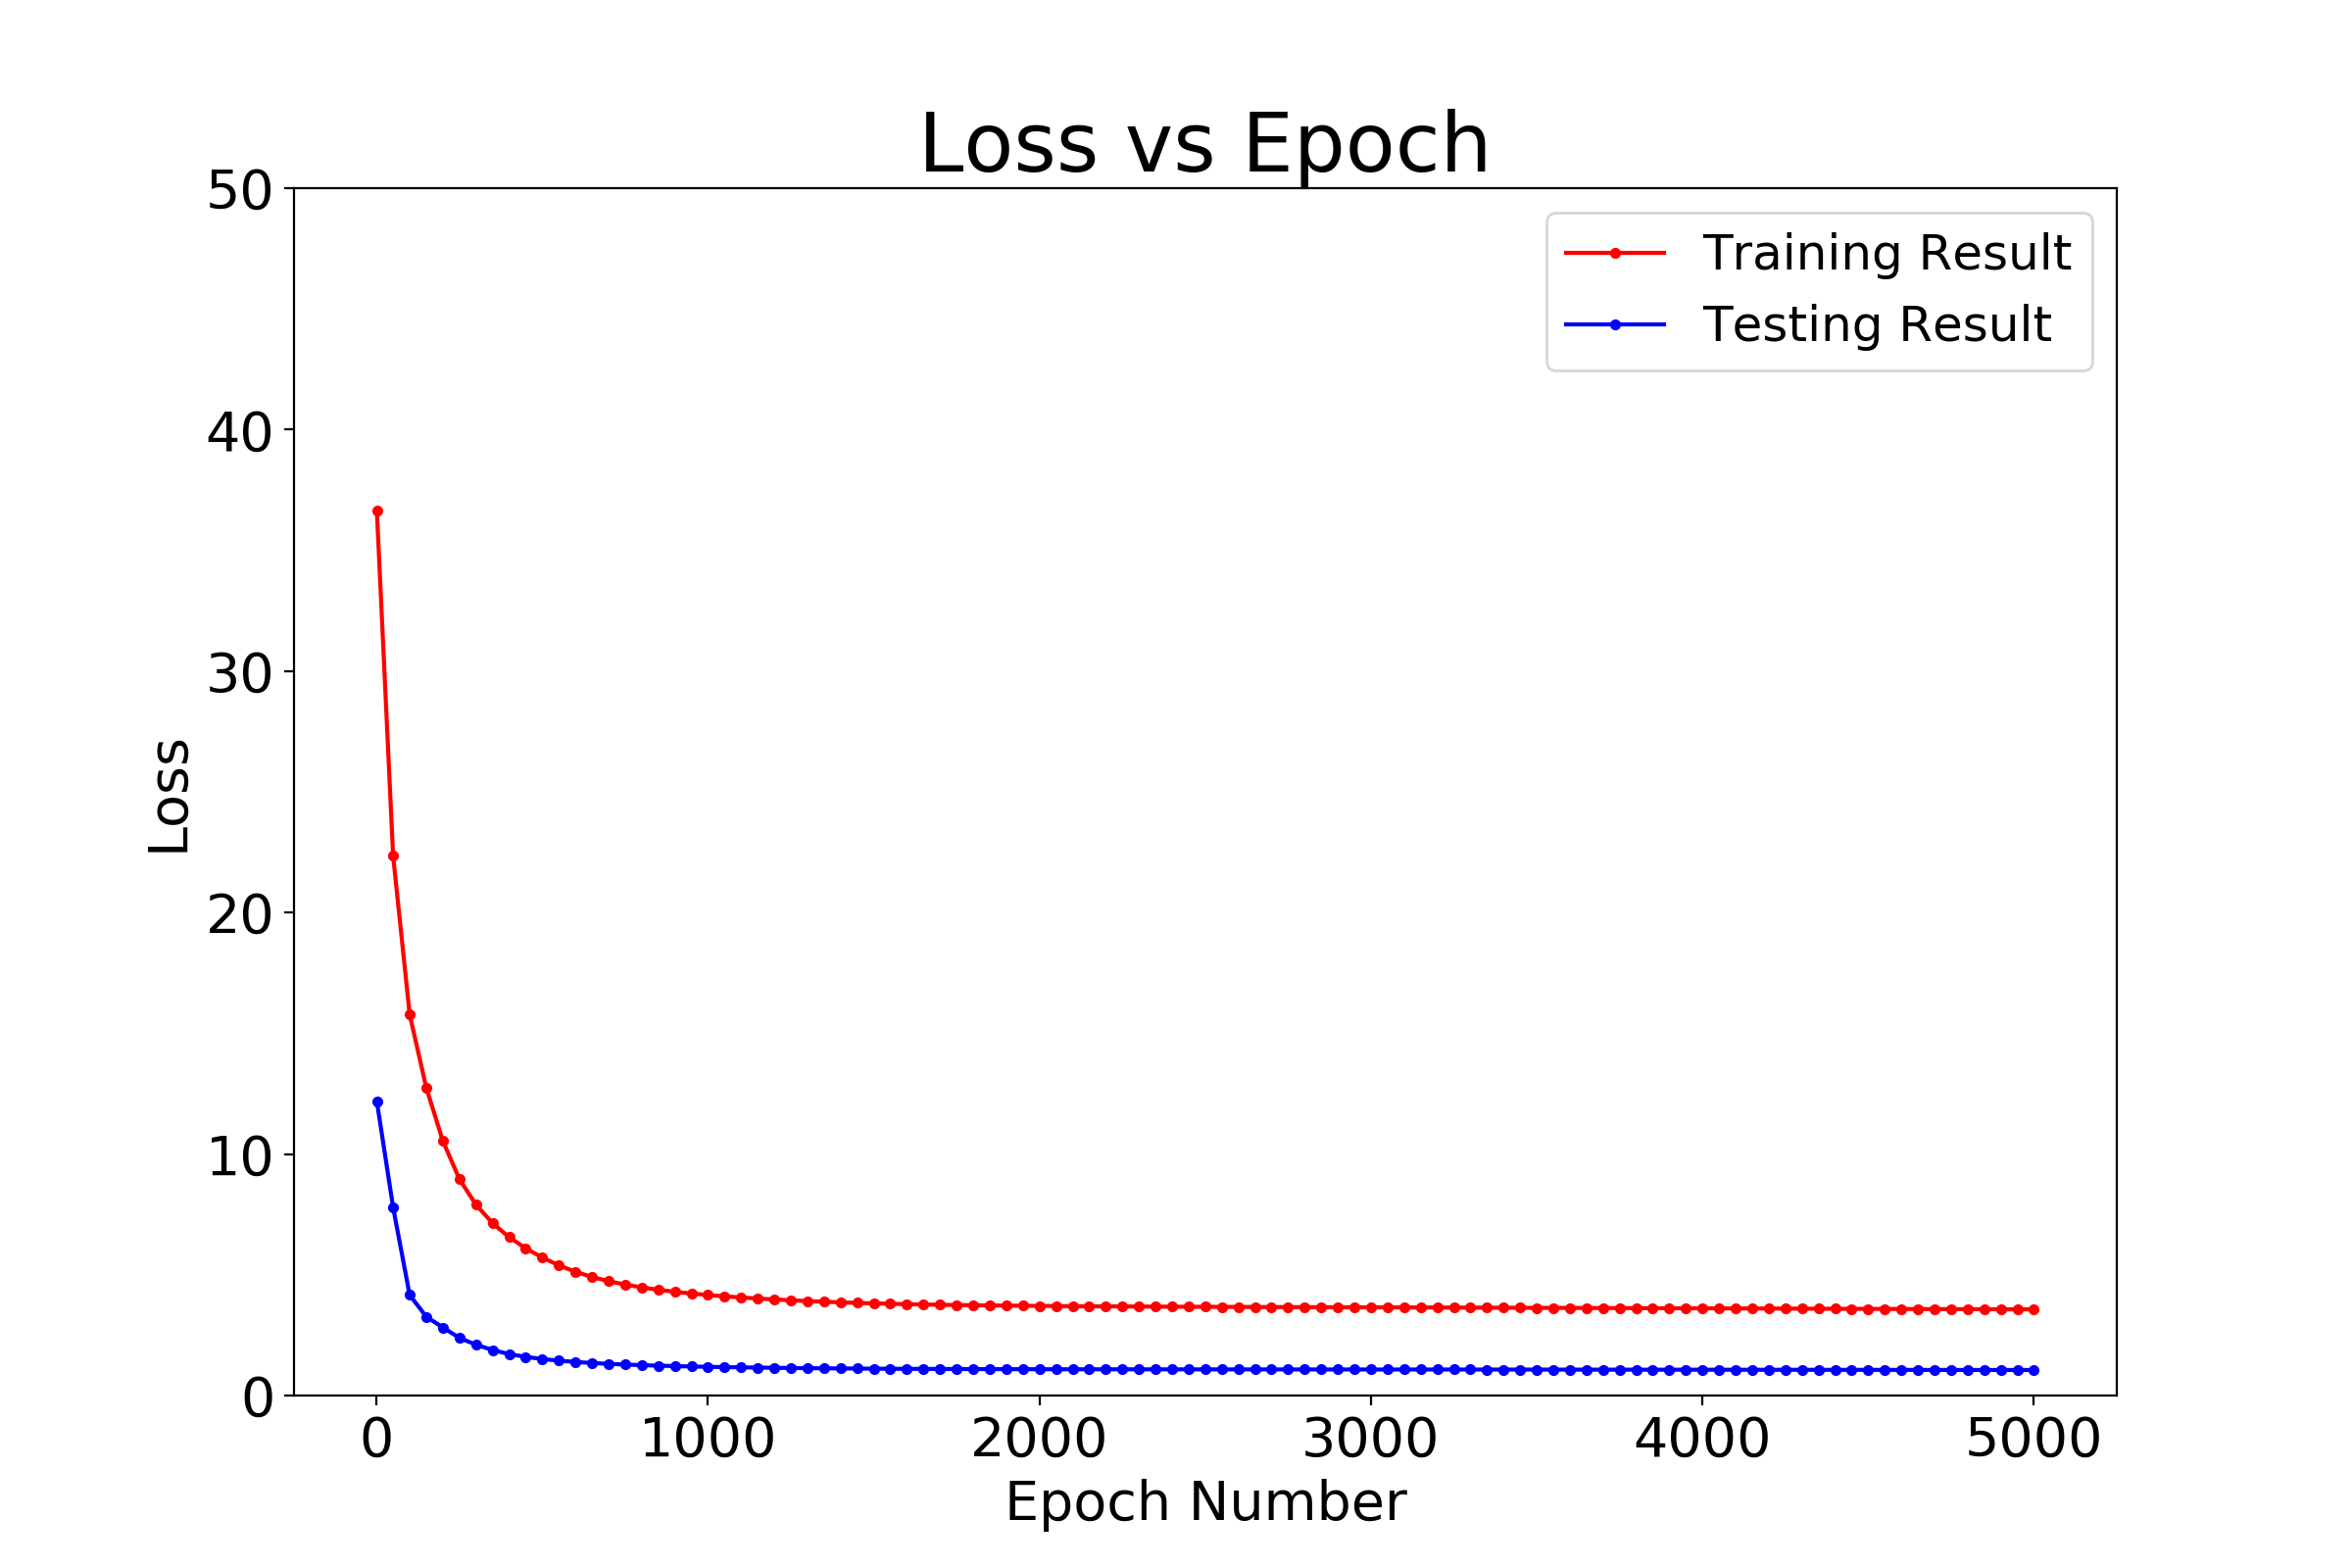 Loss vs Epoch
Training Result
Testing Result
50
40
30
20
10
0
Loss
0 1000 2000 3000 4000 5000
Epoch Number